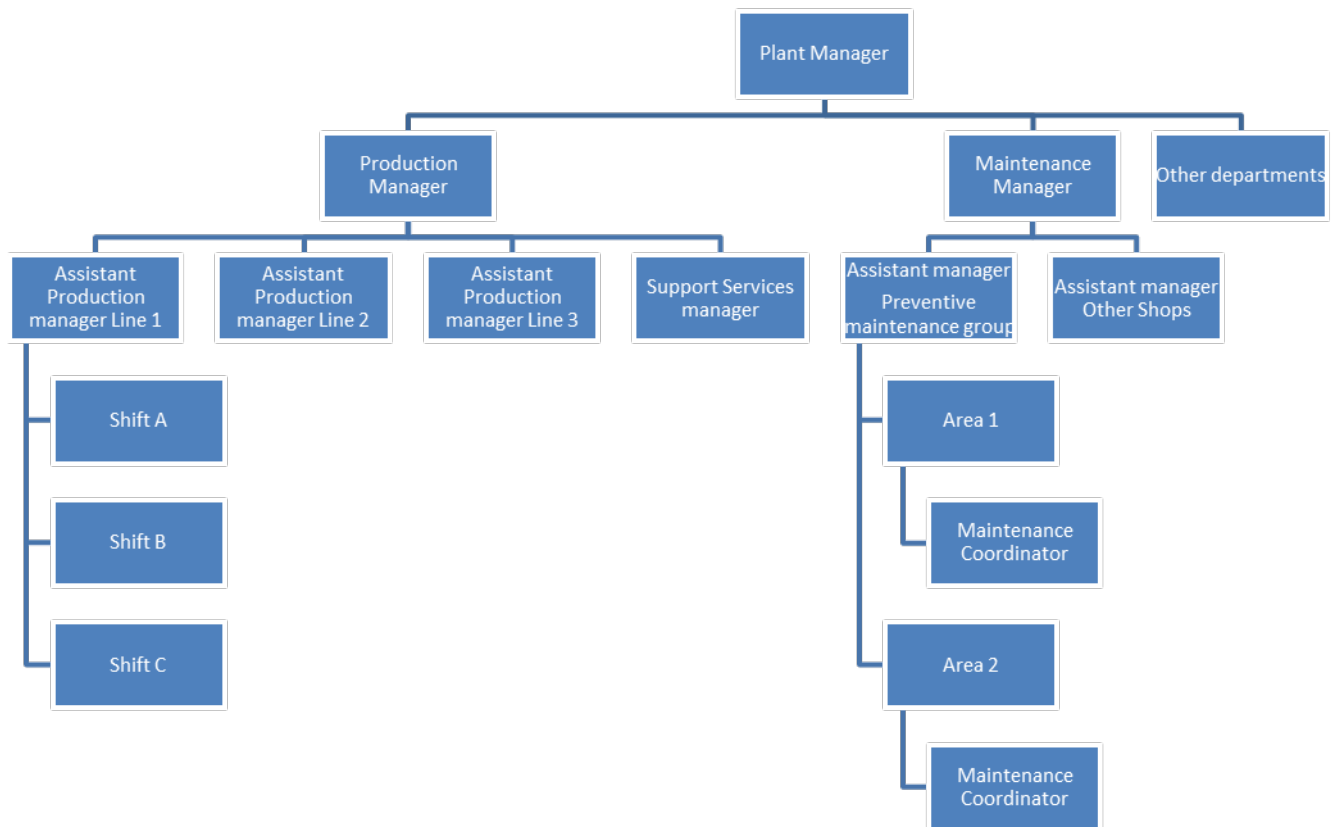 Plant Manager
Production
Manager
Maintenance
Manager
Other departments
Assistant
Production
manager Line 1
Assistant
Production
manager Line 2
Assistant
Production
manager Line 3
Support Services
manager
Assistant manager
Preventive
maintenance group
Assistant manager
Other Shops
Shift A
Area 1
Shift B
Maintenance
Coordinator
Shift C
Area 2
Maintenance
Coordinator